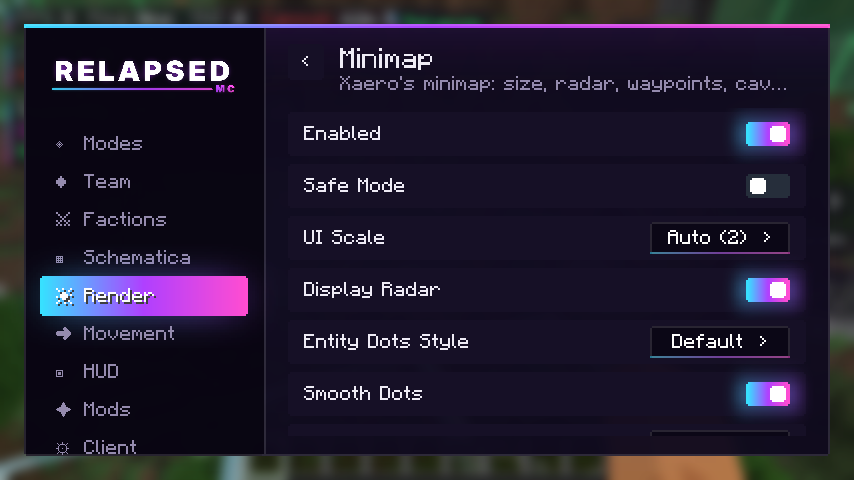 RELAPSED
MC
Modes
Team
Factions
Schematica
Render
Movement
HUD
Mods
Client
Minimap
Xaero's minimap: size, radar, waypoints, cav...
Enabled
Safe Mode
UI Scale
Auto (2) >
Display Radar
Entity Dots Style
Default >
Smooth Dots